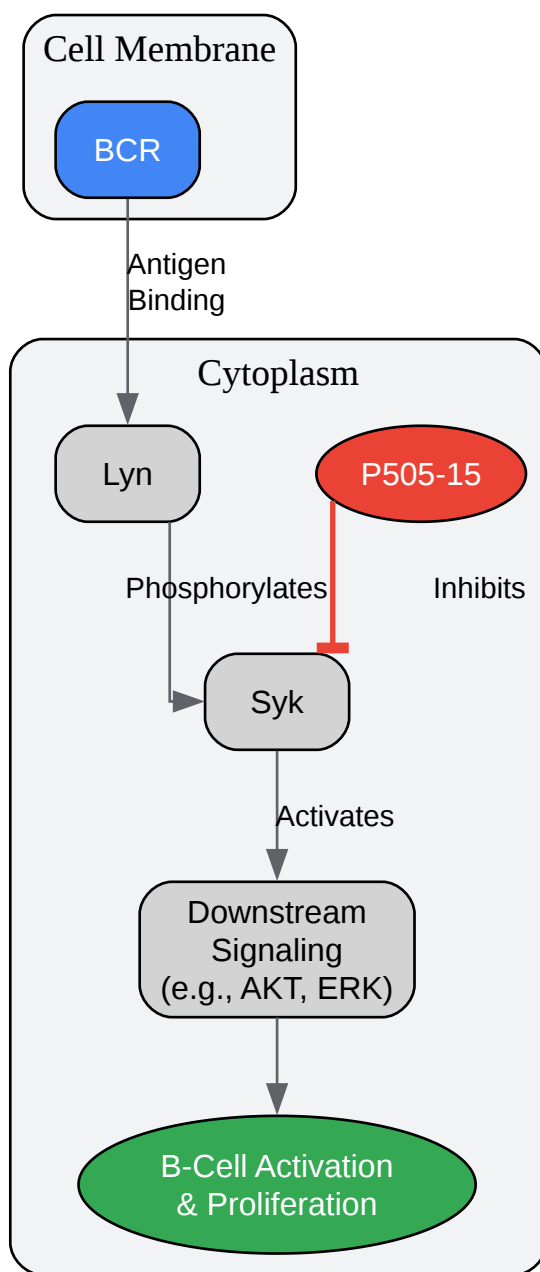 Cell Membrane
BCR
Antigen
Binding
Cytoplasm
Lyn
P505-15
Phosphorylates
Inhibits
Syk
Activates
Downstream
Signaling
(e.g., AKT, ERK)
B-Cell Activation
& Proliferation